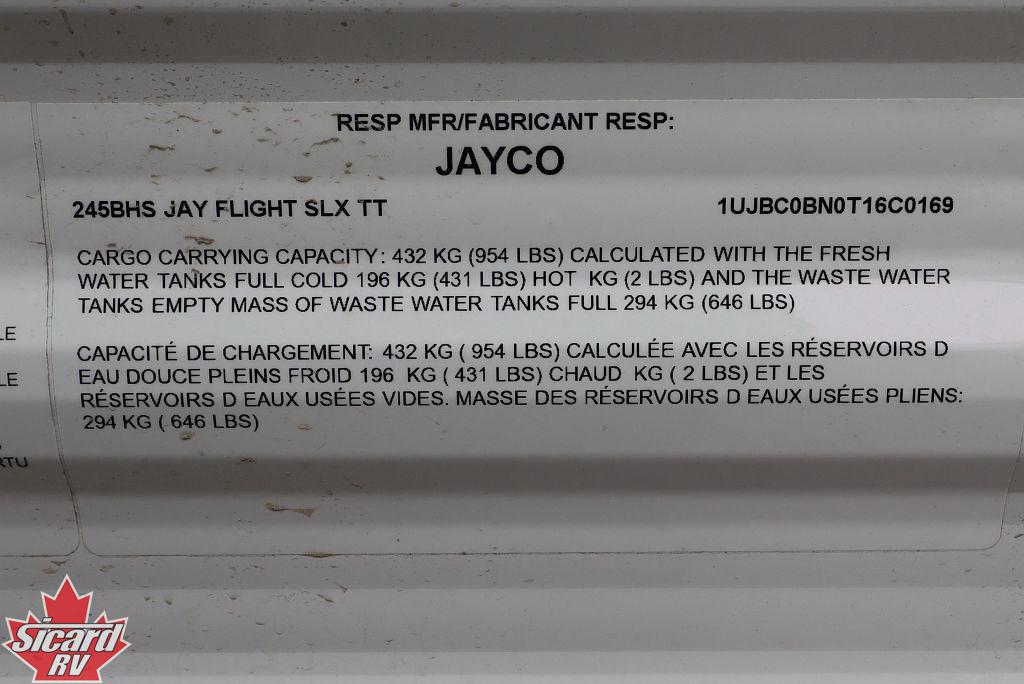 RESP MFR/FABRICANT RESP:
JAYCO
245BHS JAY FLIGHT SLX TT 1UJBC0BN0T16C0169
CARGO CARRYING CAPACITY: 432 KG (954 LBS) CALCULATED WITH THE FRESH
WATER TANKS FULL COLD 196 KG (431 LBS) HOT  KG (2 LBS) AND THE WASTE WATER
TANKS EMPTY MASS OF WASTE WATER TANKS FULL 294 KG (646 LBS)
CAPACITÉ DE CHARGEMENT: 432 KG ( 954 LBS) CALCULÉE AVEC LES RÉSERVOIRS D
EAU DOUCE PLEINS FROID 196  KG ( 431 LBS) CHAUD  KG ( 2 LBS) ET LES
RÉSERVOIRS D EAUX USÉES VIDES. MASSE DES RÉSERVOIRS D EAUX USÉES PLIENS:
294 KG ( 646 LBS)
LE
LE
RTU
Sicard
RV